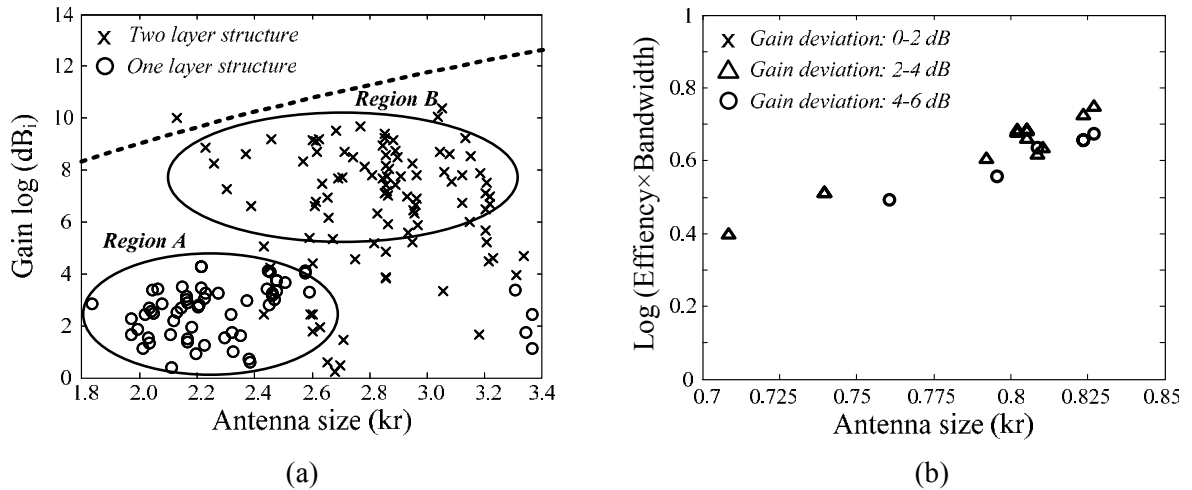 14
12
10
8
6
4
2
0
Gain log (dBi)
× Two layer structure
O One layer structure
Region B
Region A
1.8 2.0 2.2 2.4 2.6 2.8 3.0 3.2 3.4
Antenna size (kr)
(a)
1
0.8
0.6
0.4
0.2
0
Log (Effiency×Bandwidth)
× Gain deviation: 0-2 dB
△ Gain deviation: 2-4 dB
O Gain deviation: 4-6 dB
0.7 0.725 0.75 0.775 0.8 0.825 0.85
Antenna size (kr)
(b)